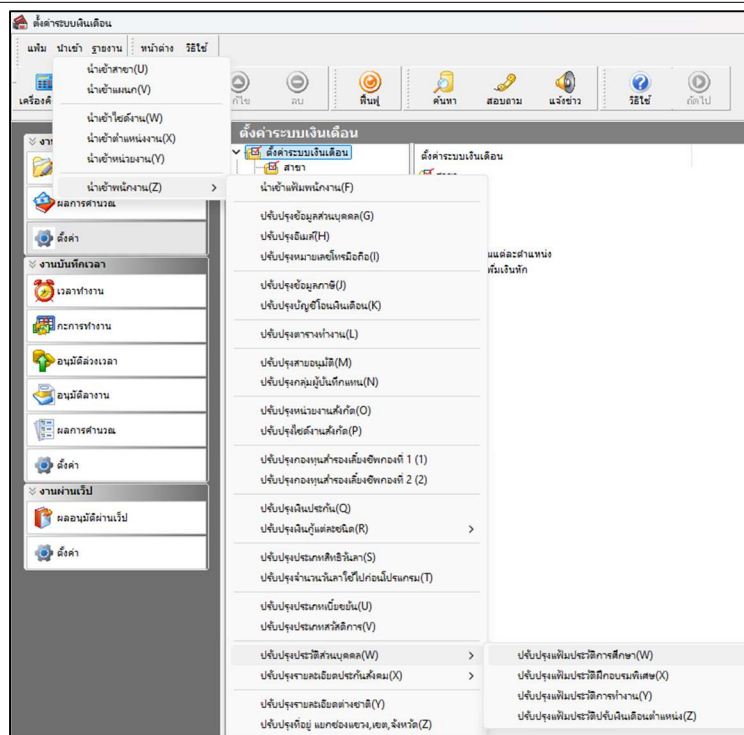 ตั้งค่าระบบเงินเดือน
แฟ้ม นำเข้า ฐายงาน หน้าต่าง วิธีใช้
นำเข้าสาขา(U)
นำเข้าแผนก(V)
นำเข้าไซด์งาน(W)
นำเข้าตำแหน่งงาน(X)
นำเข้าหน่วยงาน(Y)
นำเข้าพนักงาน(Z)
เครื่องคิ
ลบ ฟื้นฟู ค้นหา สอบถาม แจ้งข่าว วิธีใช้ ถัดไป
ตั้งค่าระบบเงินเดือน
ตั้งค่าระบบเงินเดือน
สาขา
ตั้งค่าระบบเงินเดือน
ผลการคำนวณ
ตั้งค่า
งานบันทึกเวลา
เวลาทำงาน
กะการทำงาน
อนุมัติล่วงเวลา
อนุมัติลางาน
ผลการคำนวณ
ตั้งค่า
งานผ่านเว็ป
ผลอนุมัติผ่านเว็ป
ตั้งค่า
นำเข้าแฟ้มพนักงาน(F)
ปรับปรุงข้อมูลส่วนบุคคล(G)
ปรับปรุงอีเมล์(H)
ปรับปรุงหมายเลขโทรมือถือ(I)
ปรับปรุงข้อมูลภาษี(J)
ปรับปรุงบัญชีโอนเงินเดือน(K)
ปรับปรุงตารางทำงาน(L)
ปรับปรุงสายอนุมัติ(M)
ปรับปรุงกลุ่มผู้บันทึกแทน(N)
ปรับปรุงหน่วยงานสังกัด(O)
ปรับปรุงไซด์งานสังกัด(P)
ปรับปรุงกองทุนสำรองเลี้ยงชีพกองที่ 1 (1)
ปรับปรุงกองทุนสำรองเลี้ยงชีพกองที่ 2 (2)
ปรับปรุงเงินประกัน(Q)
ปรับปรุงเงินกู้แต่ละชนิด(R)
ปรับปรุงประเภทสิทธิวันลา(S)
ปรับปรุงจำนวนวันลาใช้ไปก่อนโปรแกรม(T)
ปรับปรุงประเภทเบี้ยขยัน(U)
ปรับปรุงประเภทสวัสดิการ(V)
ปรับปรุงประวัติส่วนบุคคล(W)
ปรับปรุงรายละเอียดประกันสังคม(X)
ปรับปรุงรายละเอียดต่างชาติ(Y)
ปรับปรุงที่อยู่ แยกช่องแขวง,เขต,จังหวัด(Z)
ปรับปรุงแฟ้มประวัติการศึกษา(W)
ปรับปรุงแฟ้มประวัติฝึกอบรมพิเศษ(X)
ปรับปรุงแฟ้มประวัติการทำงาน(Y)
ปรับปรุงแฟ้มประวัติปรับเงินเดือนตำแหน่ง(Z)